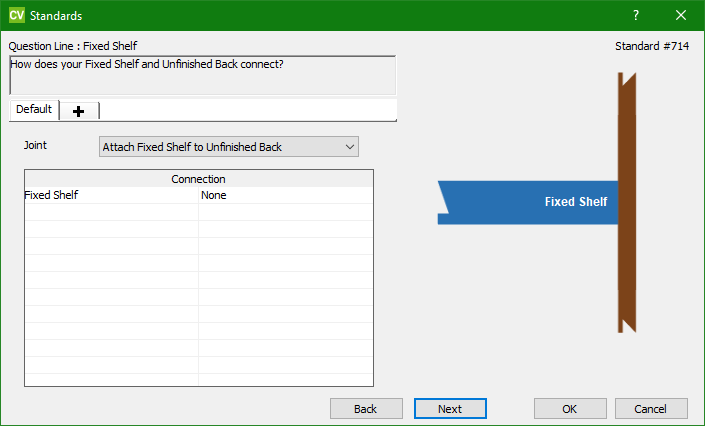 CV Standards ?
Question Line : Fixed Shelf
Standard #714
How does your Fixed Shelf and Unfinished Back connect?
Default
Joint
Attach Fixed Shelf to Unfinished Back
Connection
Fixed Shelf None
Fixed Shelf
Back Next OK Cancel